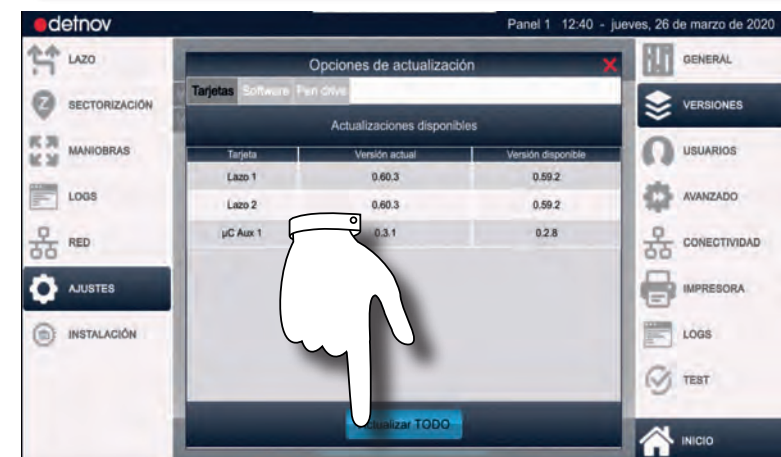 detnov
Panel 1 12:40 - jueves, 26 de marzo de 2020
LAZO
SECTORIZACIÓN
MANIOBRAS
LOGS
RED
AJUSTES
INSTALACIÓN
Opciones de actualización
Tarjetas Software Pen drive
Actualizaciones disponibles
Tarjeta Versión actual Versión disponible
Lazo 1 0.60.3 0.59.2
Lazo 2 0.60.3 0.59.2
µC Aux 1 0.3.1 0.2.8
Actualizar TODO
GENERAL
VERSIONES
USUARIOS
AVANZADO
CONECTIVIDAD
IMPRESORA
LOGS
TEST
INICIO